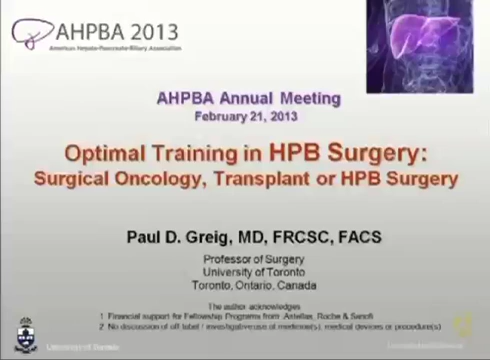 AHPBA 2013
American Hepato-Pancreato-Biliary Association
AHPBA Annual Meeting
February 21, 2013
Optimal Training in HPB Surgery:
Surgical Oncology, Transplant or HPB Surgery
Paul D. Greig, MD, FRCSC, FACS
Professor of Surgery
University of Toronto
Toronto, Ontario, Canada
The author acknowledges
1 Financial support for Fellowship Programs from Astellas, Roche & Sanofi
2 No discussion of off label / investigative use of medicine(s), medical devices or procedure(s)
University of Toronto